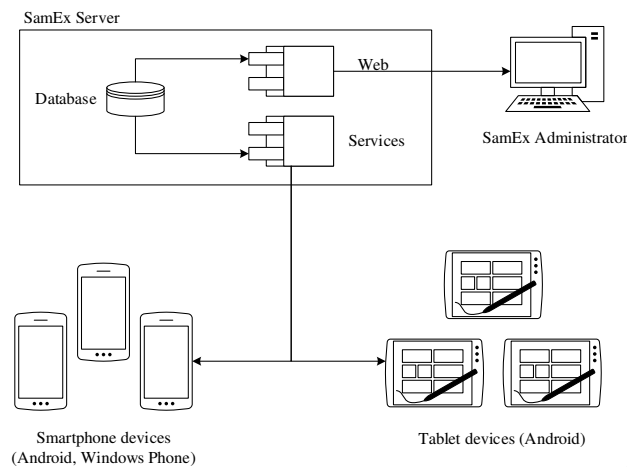 SamEx Server
Web
Database
Services
SamEx Administrator
Smartphone devices
(Android, Windows Phone)
Tablet devices (Android)